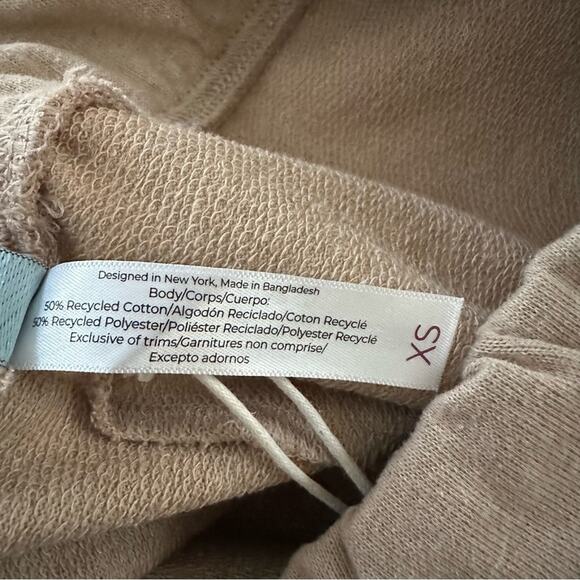 Designed in New York, Made in Bangladesh
Body/Corps/Cuerpo:
50% Recycled Cotton/Algodón Reciclado/Coton Recyclé
50% Recycled Polyester/Poliéster Reciclado/Polyester Recyclé
Exclusive of trims/Garnitures non comprise/
Excepto adornos
XS